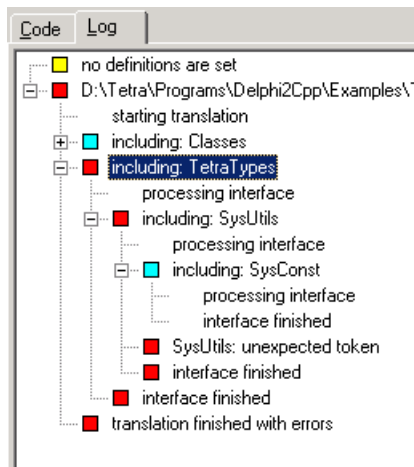 Code Log
no definitions are set
D:\Tetra\Programs\Delphi2Cpp\Examples\
starting translation
including: Classes
including: TetraTypes
processing interface
including: SysUtils
processing interface
including: SysConst
processing interface
interface finished
SysUtils: unexpected token
interface finished
interface finished
translation finished with errors